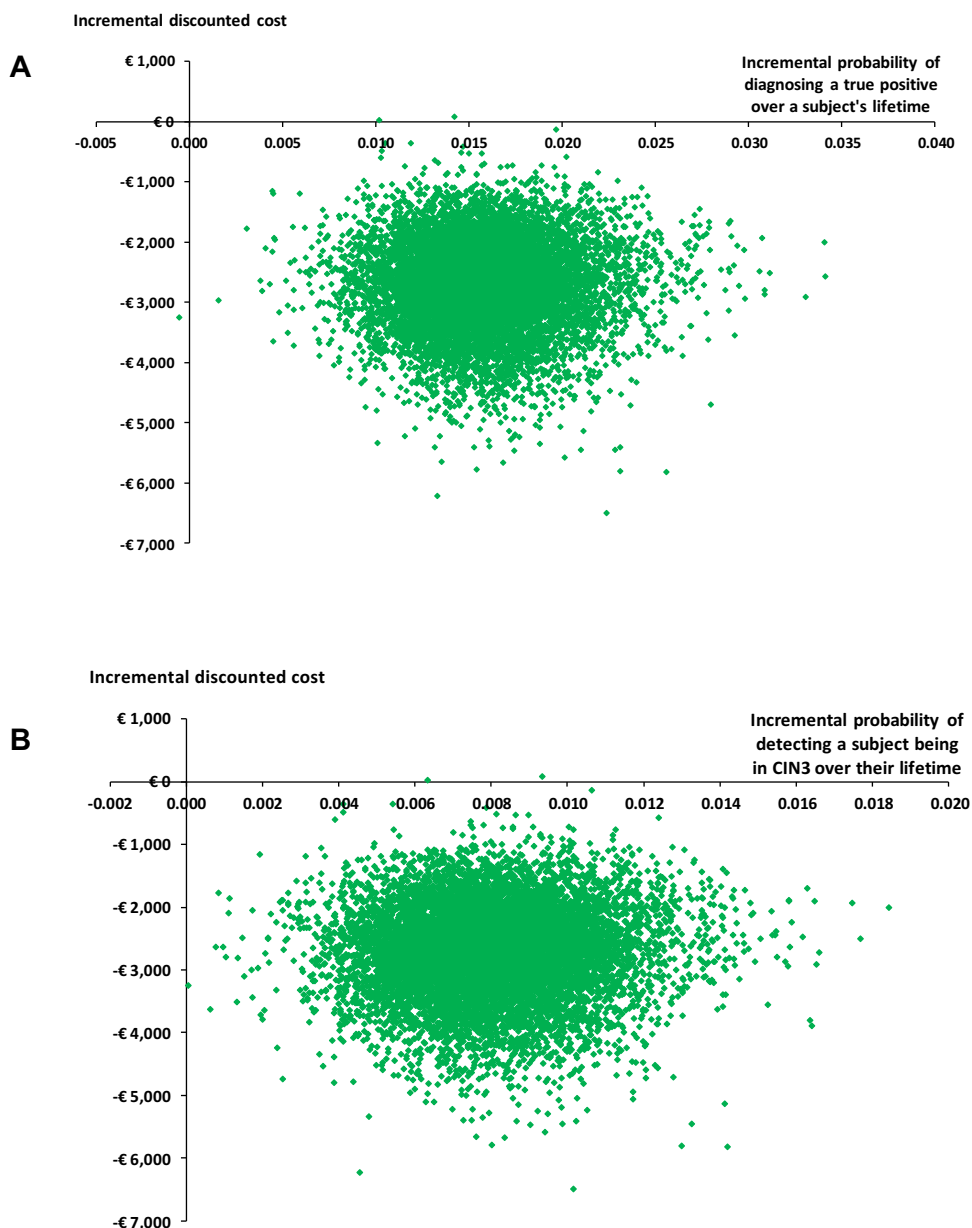 Incremental discounted cost
A
€ 1,000
Incremental probability of
diagnosing a true positive
over a subject's lifetime
€ 0
-0.005 0.000 0.005 0.010 0.015 0.020 0.025 0.030 0.035 0.040
-€ 1,000
-€ 2,000
-€ 3,000
-€ 4,000
-€ 5,000
-€ 6,000
-€ 7,000
Incremental discounted cost
€ 1,000
Incremental probability of
B
detecting a subject being
in CIN3 over their lifetime
€ 0
-0.002 0.000 0.002 0.004 0.006 0.008 0.010 0.012 0.014 0.016 0.018 0.020
-€ 1,000
-€ 2,000
-€ 3,000
-€ 4,000
-€ 5,000
-€ 6,000
-€ 7,000